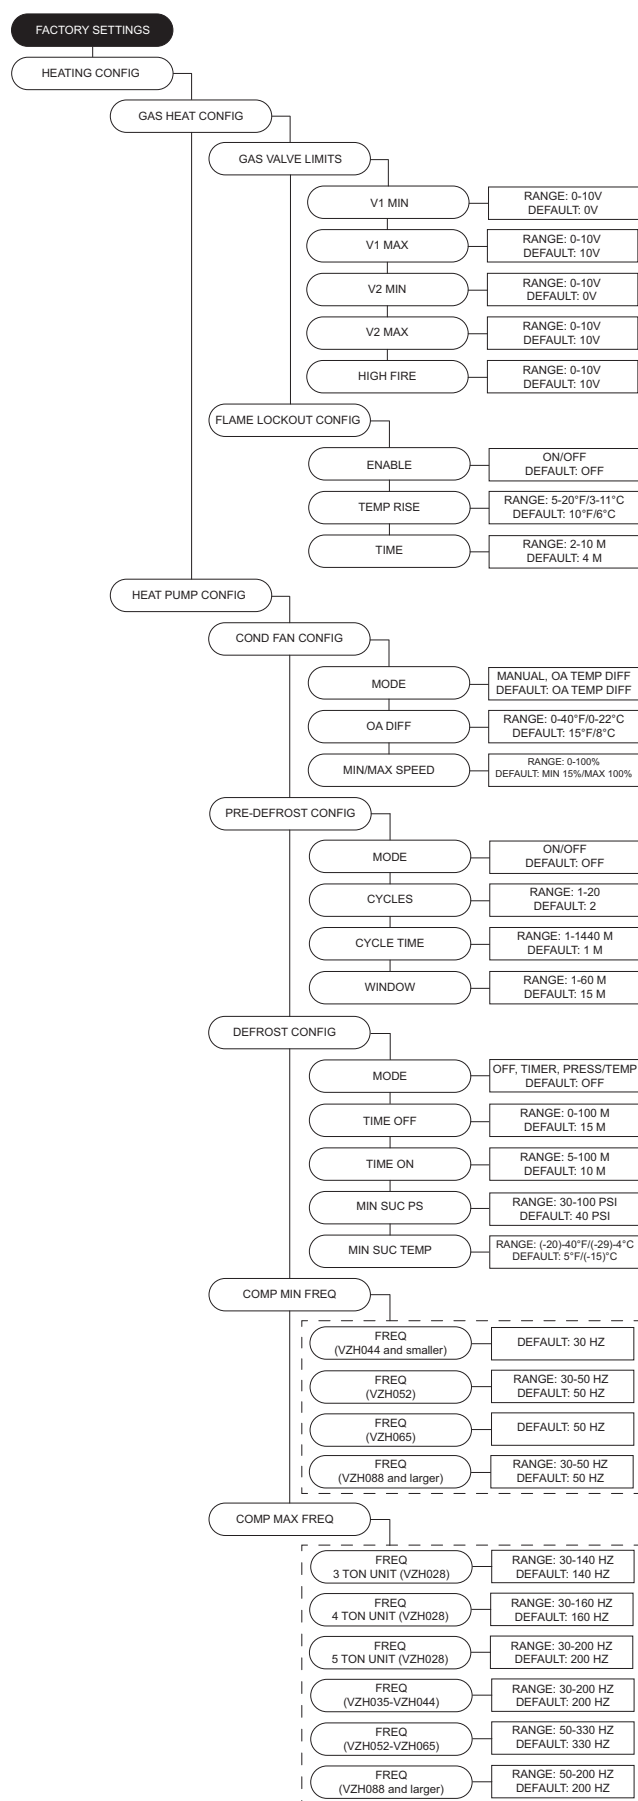 FACTORY SETTINGS
HEATING CONFIG
GAS HEAT CONFIG
GAS VALVE LIMITS
V1 MIN
RANGE: 0-10V
DEFAULT: 0V
V1 MAX
RANGE: 0-10V
DEFAULT: 10V
V2 MIN
RANGE: 0-10V
DEFAULT: 0V
V2 MAX
RANGE: 0-10V
DEFAULT: 10V
HIGH FIRE
RANGE: 0-10V
DEFAULT: 10V
FLAME LOCKOUT CONFIG
ENABLE
ON/OFF
DEFAULT: OFF
TEMP RISE
RANGE: 5-20°F/3-11°C
DEFAULT: 10°F/6°C
TIME
RANGE: 2-10 M
DEFAULT: 4 M
HEAT PUMP CONFIG
COND FAN CONFIG
MODE
MANUAL, OA TEMP DIFF
DEFAULT: OA TEMP DIFF
OA DIFF
RANGE: 0-40°F/0-22°C
DEFAULT: 15°F/8°C
MIN/MAX SPEED
RANGE: 0-100%
DEFAULT: MIN 15%/MAX 100%
PRE-DEFROST CONFIG
MODE
ON/OFF
DEFAULT: OFF
CYCLES
RANGE: 1-20
DEFAULT: 2
CYCLE TIME
RANGE: 1-1440 M
DEFAULT: 1 M
WINDOW
RANGE: 1-60 M
DEFAULT: 15 M
DEFROST CONFIG
MODE
OFF, TIMER, PRESS/TEMP
DEFAULT: OFF
TIME OFF
RANGE: 0-100 M
DEFAULT: 15 M
TIME ON
RANGE: 5-100 M
DEFAULT: 10 M
MIN SUC PS
RANGE: 30-100 PSI
DEFAULT: 40 PSI
MIN SUC TEMP
RANGE: (-20)-40°F/(-29)-4°C
DEFAULT: 5°F/(-15)°C
COMP MIN FREQ
FREQ
(VZH044 and smaller)
DEFAULT: 30 HZ
FREQ
(VZH052)
RANGE: 30-50 HZ
DEFAULT: 50 HZ
FREQ
(VZH065)
DEFAULT: 50 HZ
FREQ
(VZH088 and larger)
RANGE: 30-50 HZ
DEFAULT: 50 HZ
COMP MAX FREQ
FREQ
3 TON UNIT (VZH028)
RANGE: 30-140 HZ
DEFAULT: 140 HZ
FREQ
4 TON UNIT (VZH028)
RANGE: 30-160 HZ
DEFAULT: 160 HZ
FREQ
5 TON UNIT (VZH028)
RANGE: 30-200 HZ
DEFAULT: 200 HZ
FREQ
(VZH035-VZH044)
RANGE: 30-200 HZ
DEFAULT: 200 HZ
FREQ
(VZH052-VZH065)
RANGE: 50-330 HZ
DEFAULT: 330 HZ
FREQ
(VZH088 and larger)
RANGE: 50-200 HZ
DEFAULT: 200 HZ